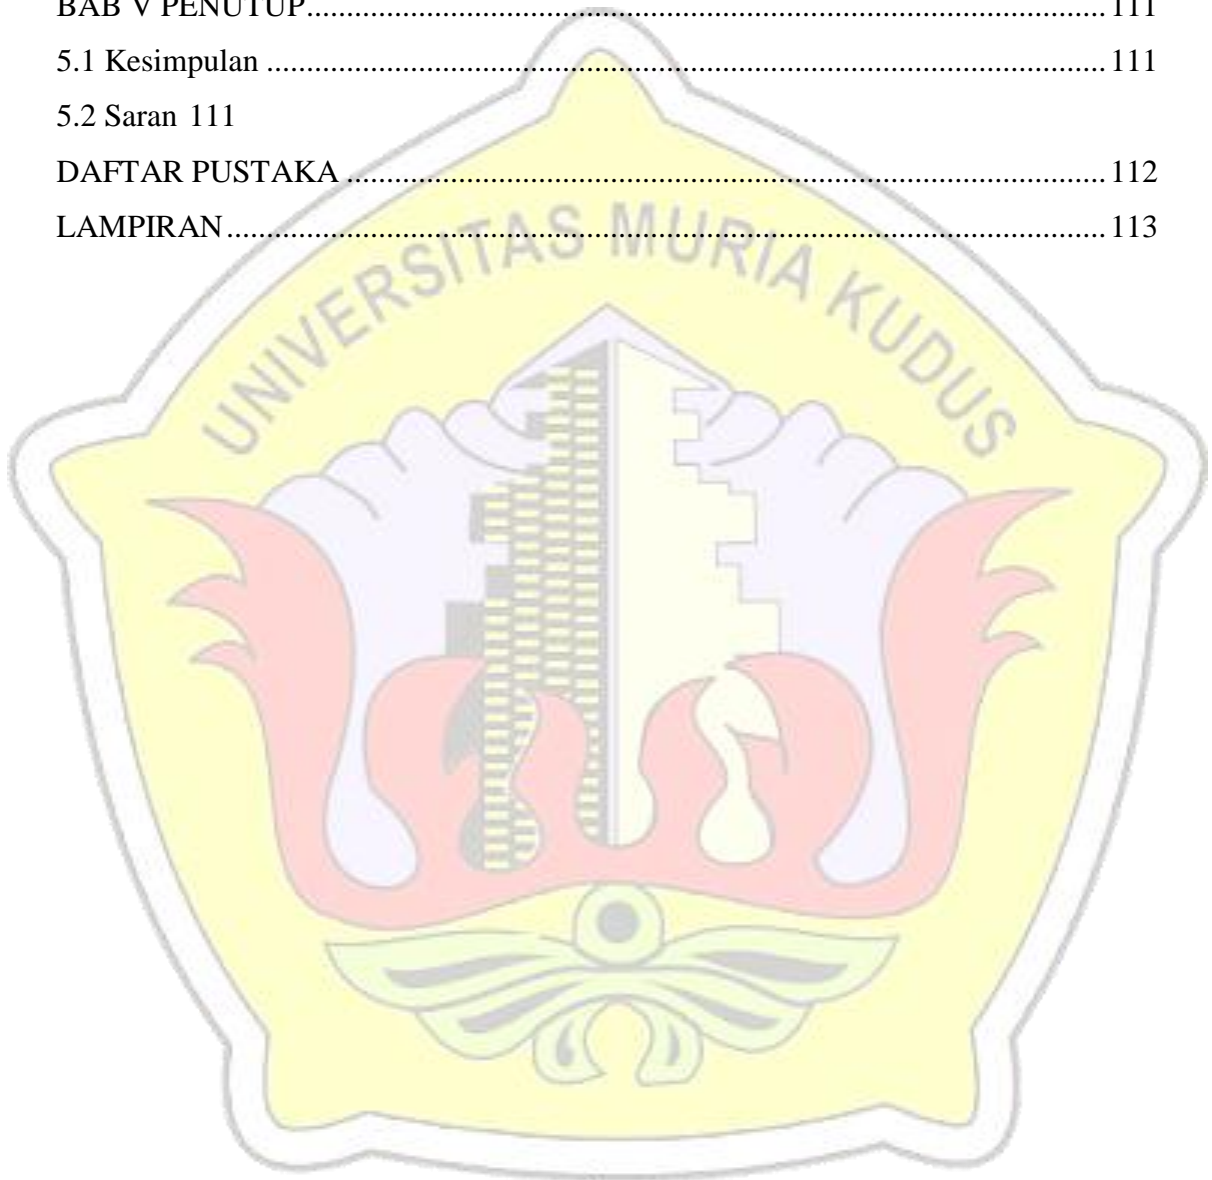 BAB V PENUTUP.................................................................................................... 111
5.1 Kesimpulan ........................................................................................ 111
5.2 Saran 111
DAFTAR PUSTAKA ................................................................................ 112
LAMPIRAN............................................................................................ 113
UNIVERSITAS MURIA KUDUS